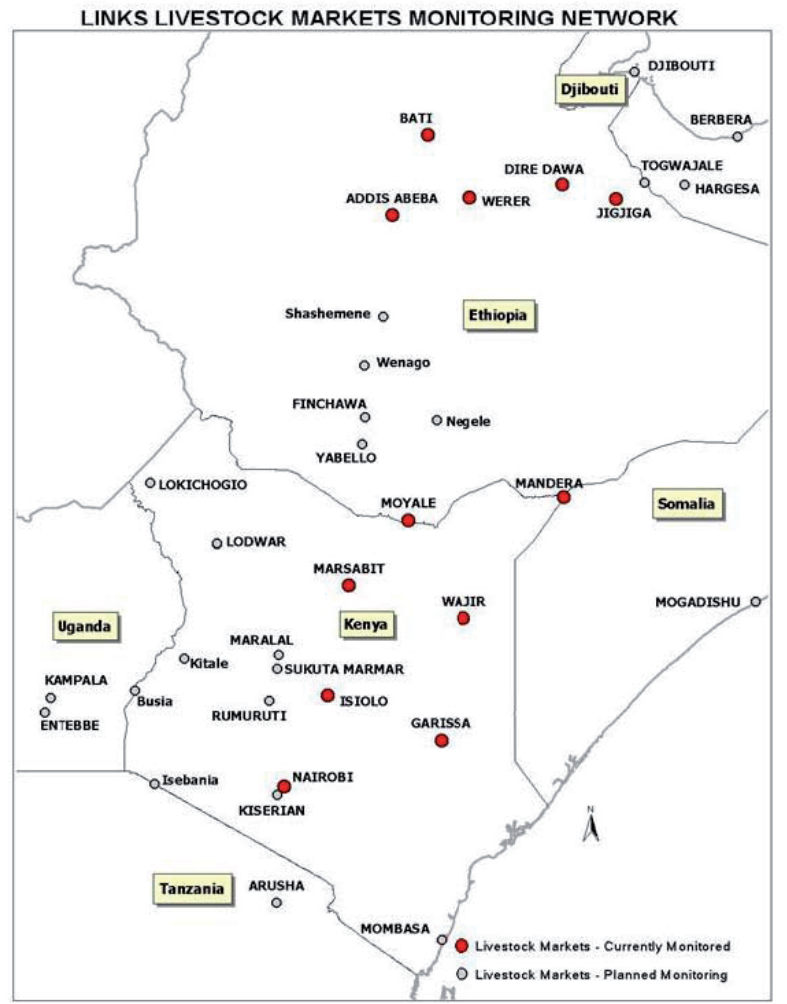 LINKS LIVESTOCK MARKETS MONITORING NETWORK
DJIBOUTI
Djibouti
BATI
BERBERA
DIRE DAWA
TOGWAJALE
ADDIS ABEBA
WERER
HARGESA
JIGJIGA
Shashemene
Ethiopia
Wenago
FINCHAWA
Negele
YABELLO
LOKICHOGIO
MANDERA
MOYALE
Somalia
LODWAR
MARSABIT
WAJIR
MOGADISHU
Uganda
Kenya
MARALAL
Kitale
SUKUTA MARMAR
KAMPALA
Busia
ISIOLO
RUMURUTI
ENTEBBE
GARISSA
Isebania
NAIROBI
KISERIAN
N
Tanzania
ARUSHA
MOMBASA
Livestock Markets - Currently Monitored
Livestock Markets - Planned Monitoring